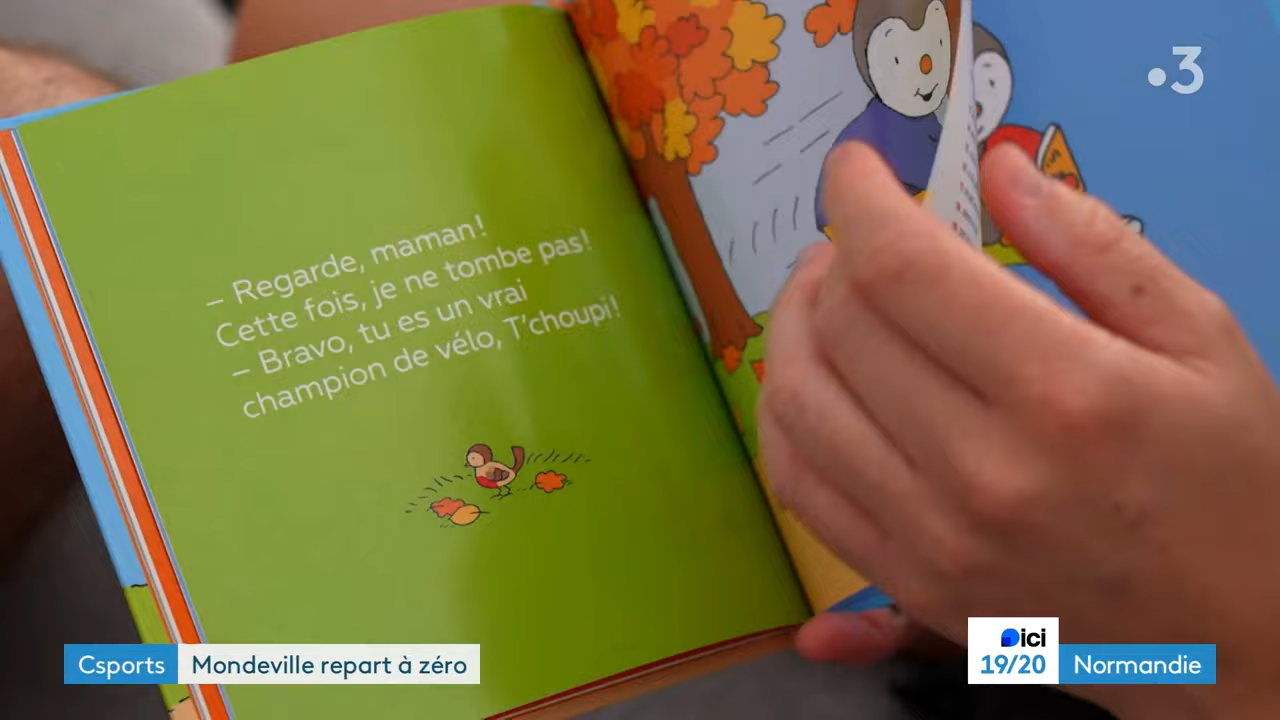 – Regarde, maman!
Cette fois, je ne tombe pas!
– Bravo, tu es un vrai
champion de vélo, T'choupi!
3
ici
Csports Mondeville repart à zéro
19/20 Normandie